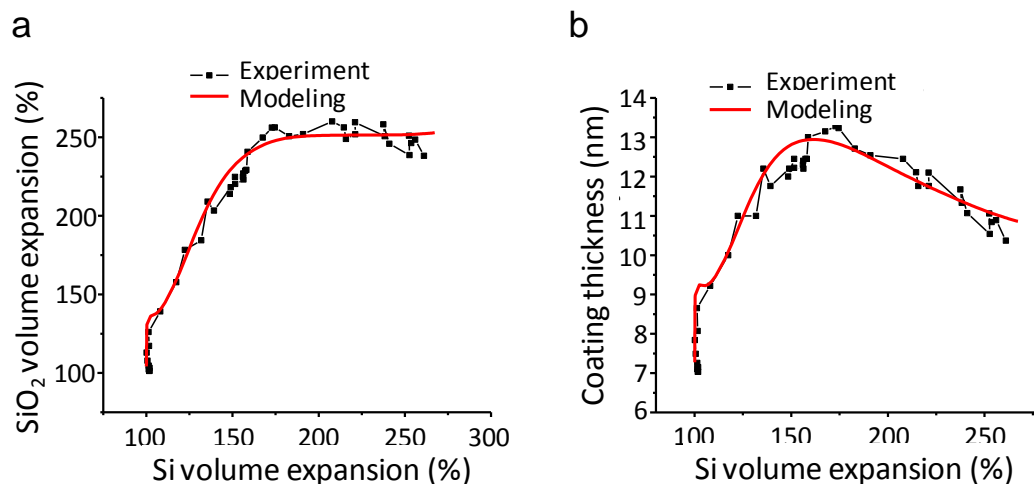 a
Experiment
Modeling
SiO2 volume expansion (%)
250
200
150
100
100 150 200 250 300
Si volume expansion (%)
b
Experiment
Modeling
Coating thickness (nm)
14
13
12
11
10
9
8
7
6
100 150 200 250
Si volume expansion (%)